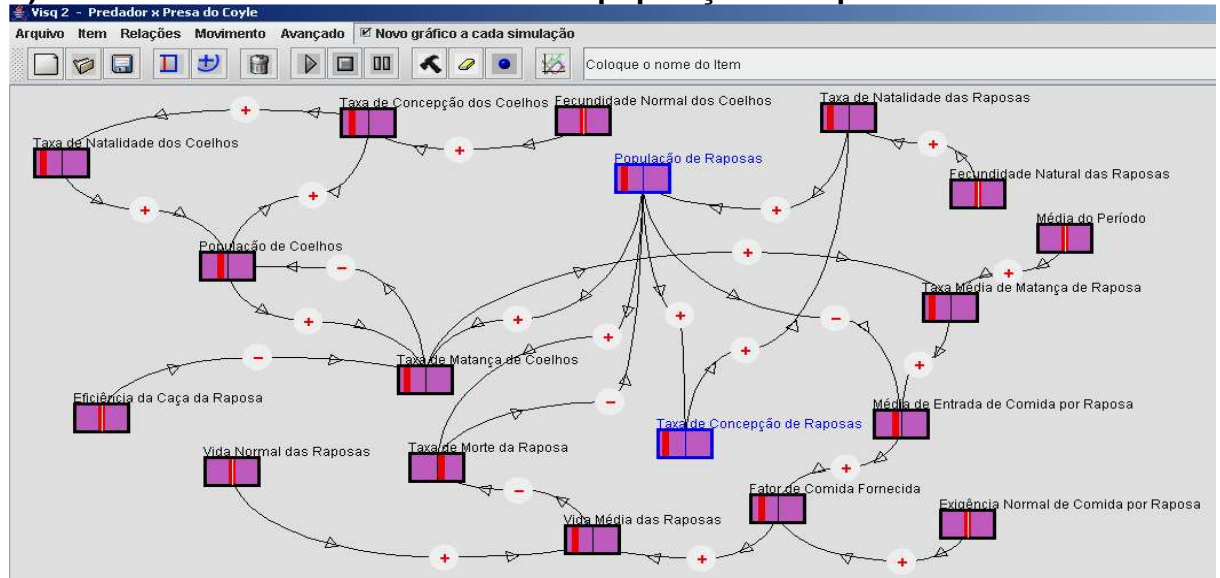 Visq 2 - Predador x Presa do Coyle
Arquivo Item Relações Movimento Avançado Novo gráfico a cada simulação
Coloque o nome do Item
Taxa de Concepção dos Coelhos
Fecundidade Normal dos Coelhos
Taxa de Natalidade das Raposas
Taxa de Natalidade dos Coelhos
População de Raposas
Fecundidade Natural das Raposas
Média do Período
População de Coelhos
Taxa Média de Matança de Raposa
Taxa de Matança de Coelhos
Eficiência da Caça da Raposa
Média de Entrada de Comida por Raposa
Taxa de Concepção de Raposas
Vida Normal das Raposas
Taxa de Morte da Raposa
Fator de Comida Fornecida
Exigência Normal de Comida por Raposa
Vida Média das Raposas